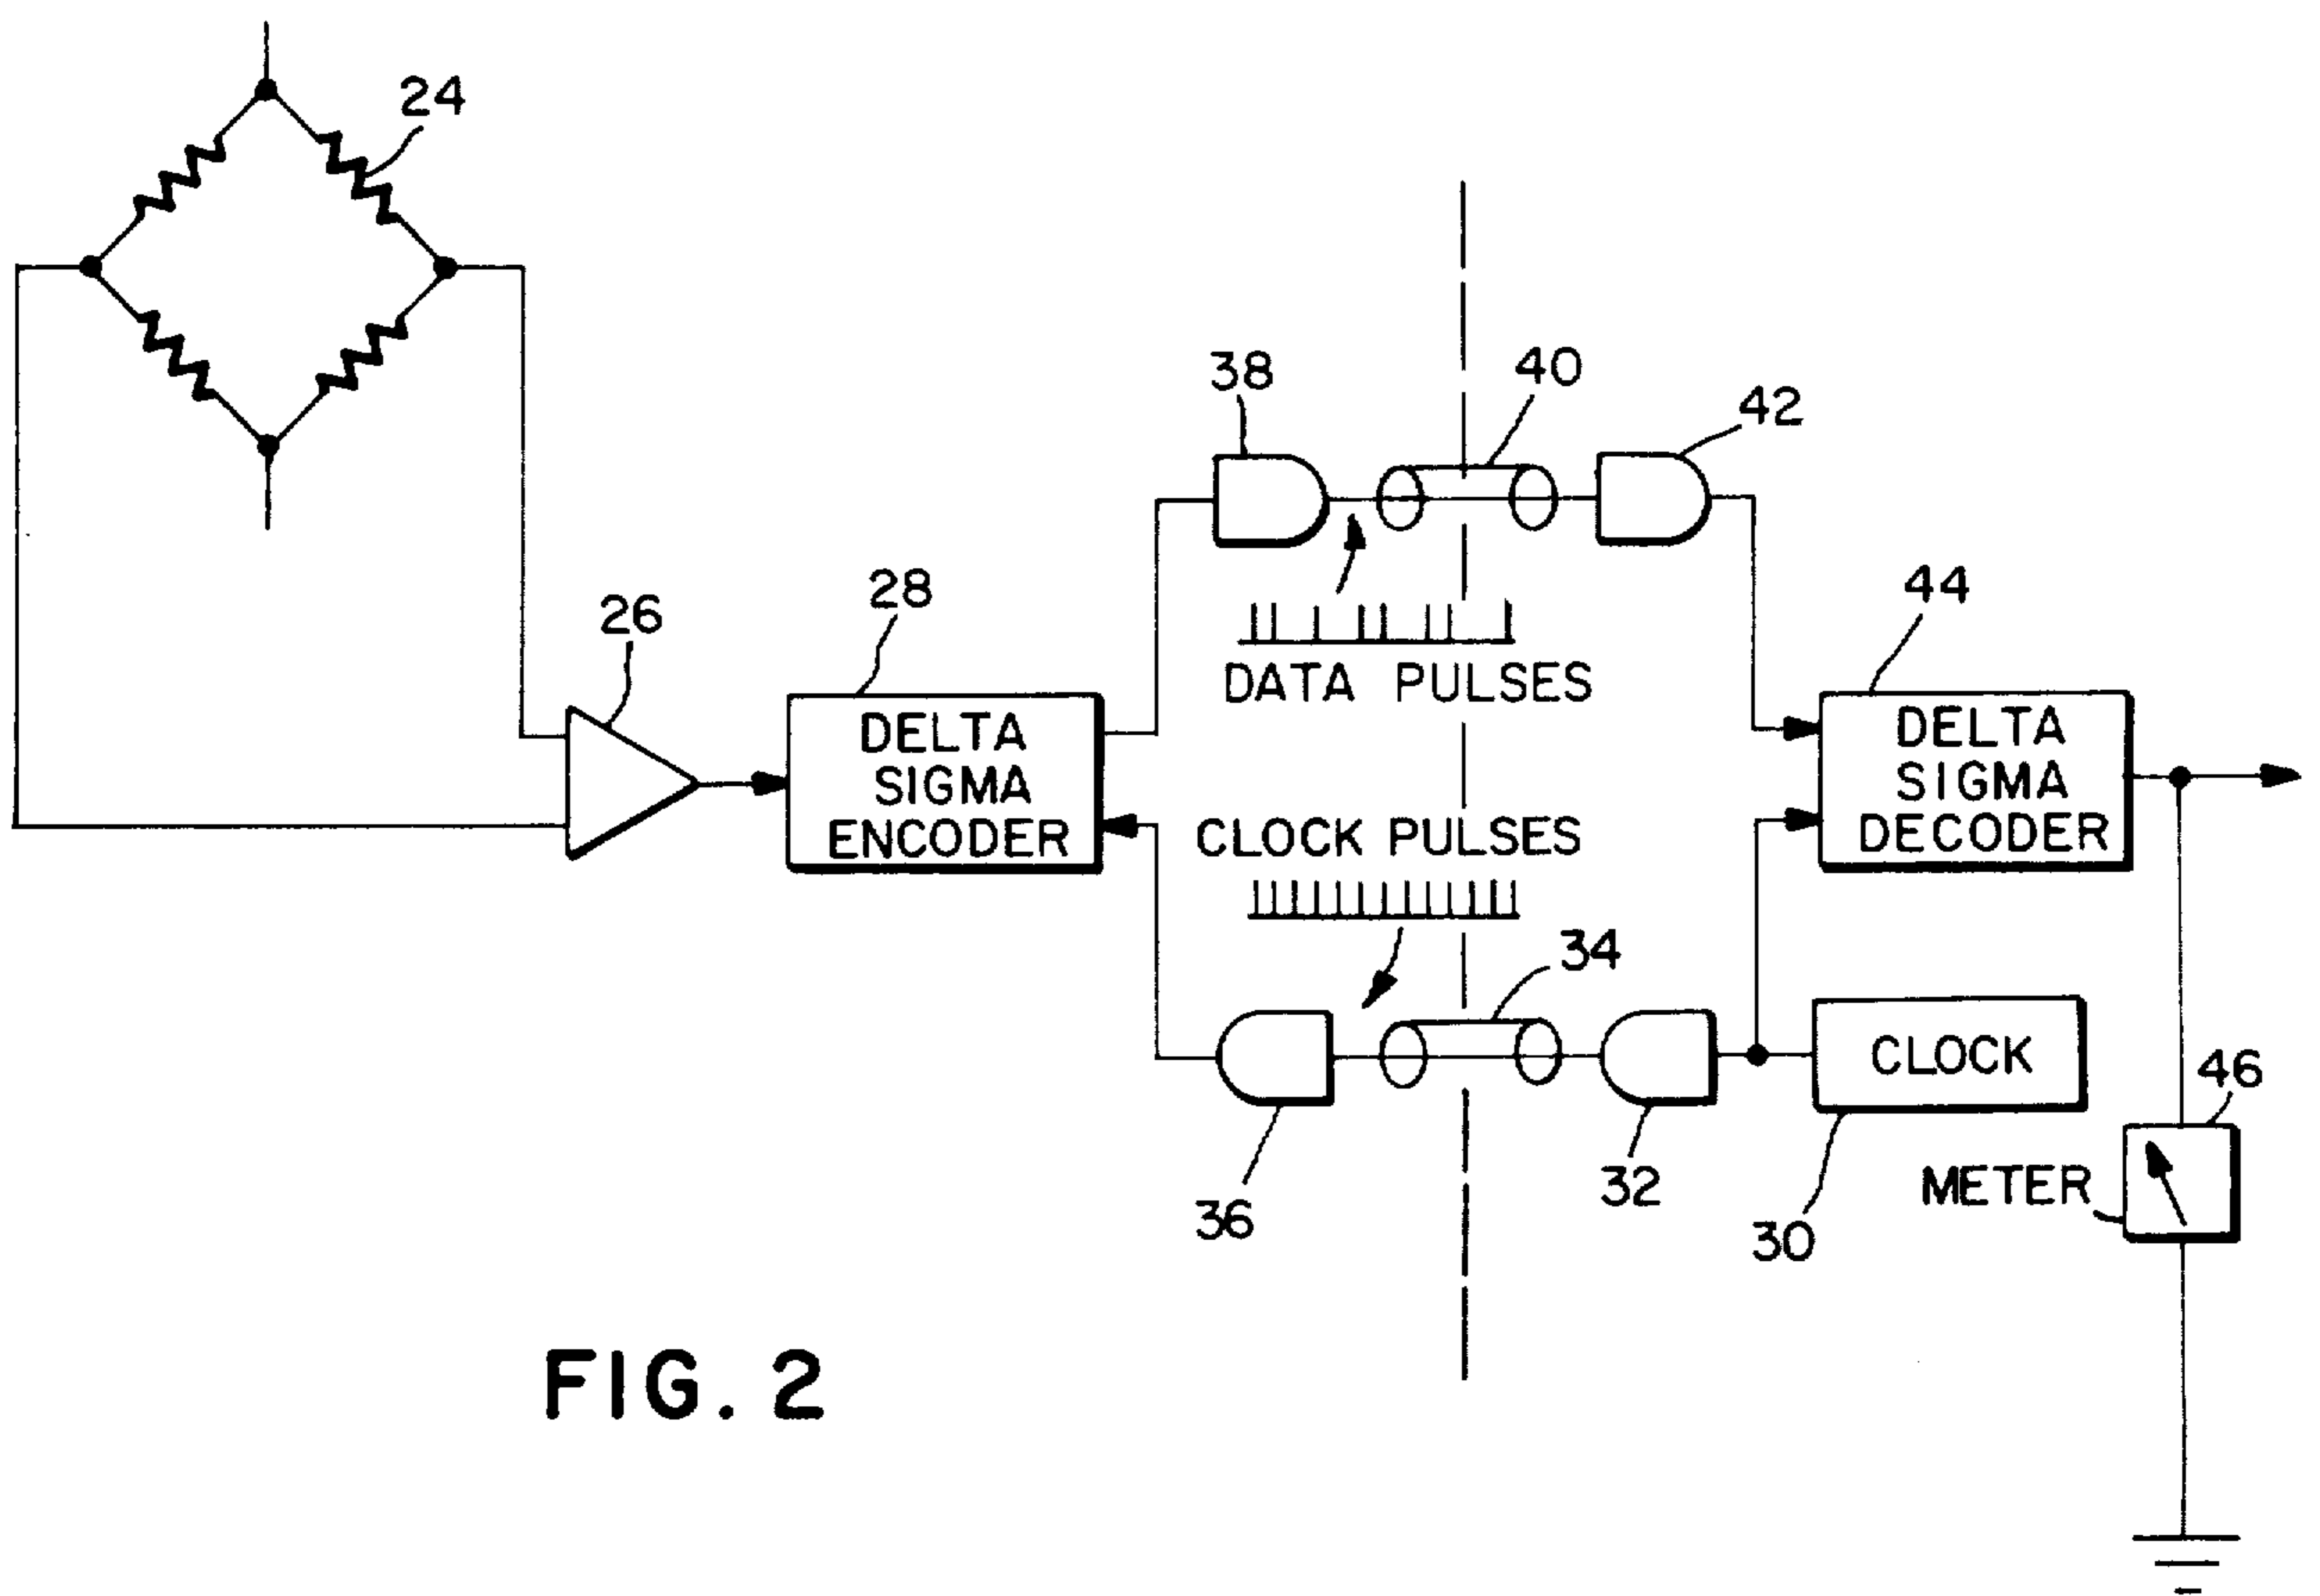 24
38
40
42
26
28
44
DATA PULSES
DELTA
SIGMA
ENCODER
DELTA
SIGMA
DECODER
CLOCK PULSES
34
CLOCK
46
36
32
30
METER
FIG. 2